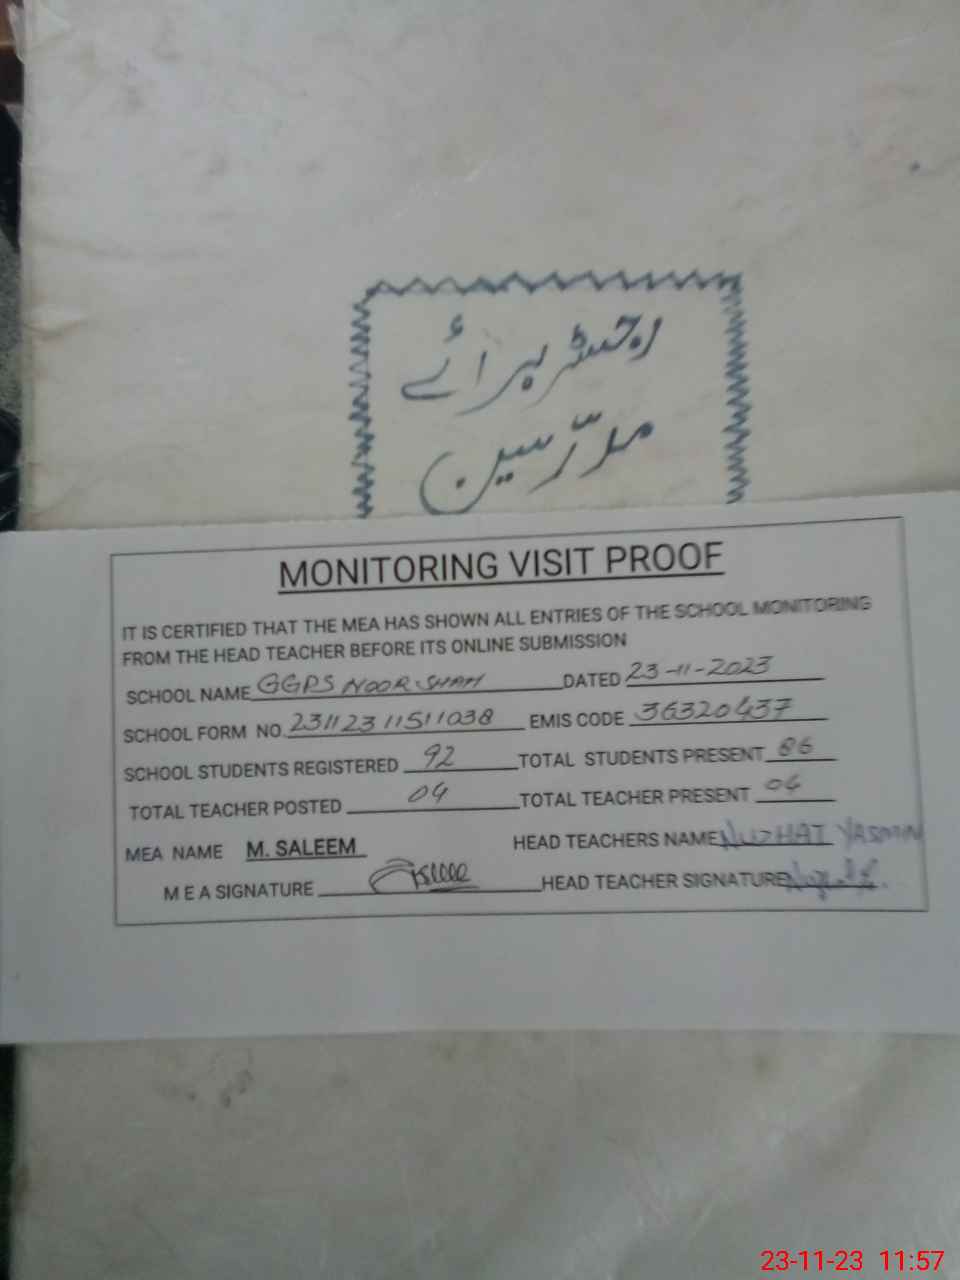 رجسٹر برائے
مدرّسین
MONITORING VISIT PROOF
IT IS CERTIFIED THAT THE MEA HAS SHOWN ALL ENTRIES OF THE SCHOOL MONITORING
FROM THE HEAD TEACHER BEFORE ITS ONLINE SUBMISSION
SCHOOL NAME GGPS NOOR SHAH DATED 23-11-2023
SCHOOL FORM NO. 23112311511038 EMIS CODE 36320437
SCHOOL STUDENTS REGISTERED 92 TOTAL STUDENTS PRESENT 86
TOTAL TEACHER POSTED 04 TOTAL TEACHER PRESENT 04
MEA NAME M. SALEEM HEAD TEACHERS NAME NUZHAT YASMIN
M E A SIGNATURE HEAD TEACHER SIGNATURE
23-11-23 11:57